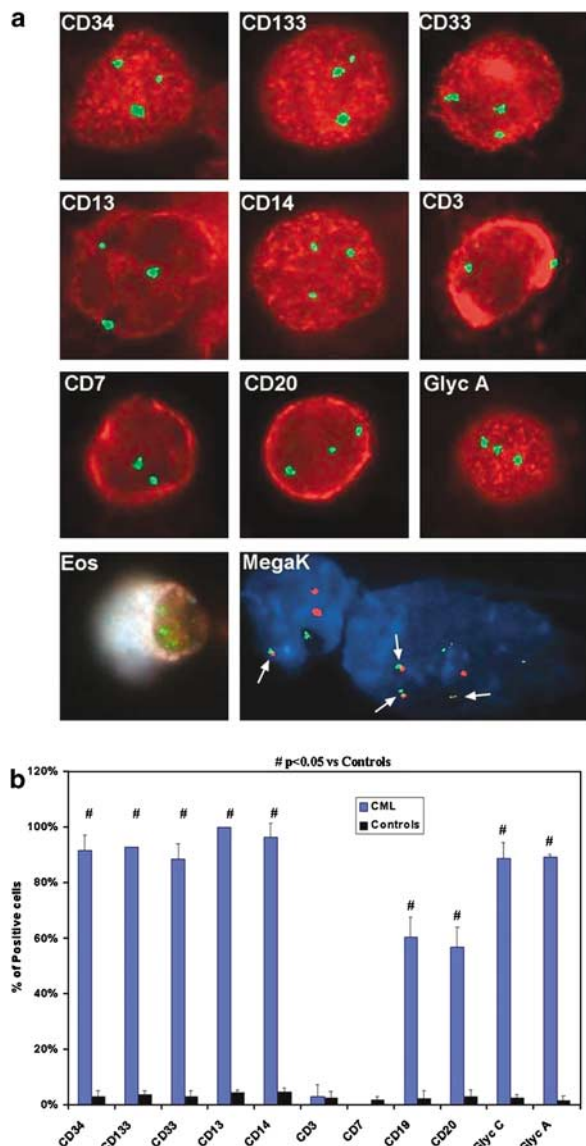 a
CD34 CD133 CD33
CD13 CD14 CD3
CD7 CD20 Glyc A
Eos MegaK
b
# p<0.05 vs Controls
120%
100%
80%
60%
40%
20%
0%
% of Positive cells
CML
Controls
# # # # # # # # #
CD34 CD133 CD33 CD13 CD14 CD3 CD7 CD19 CD20 Glyc C Glyc A